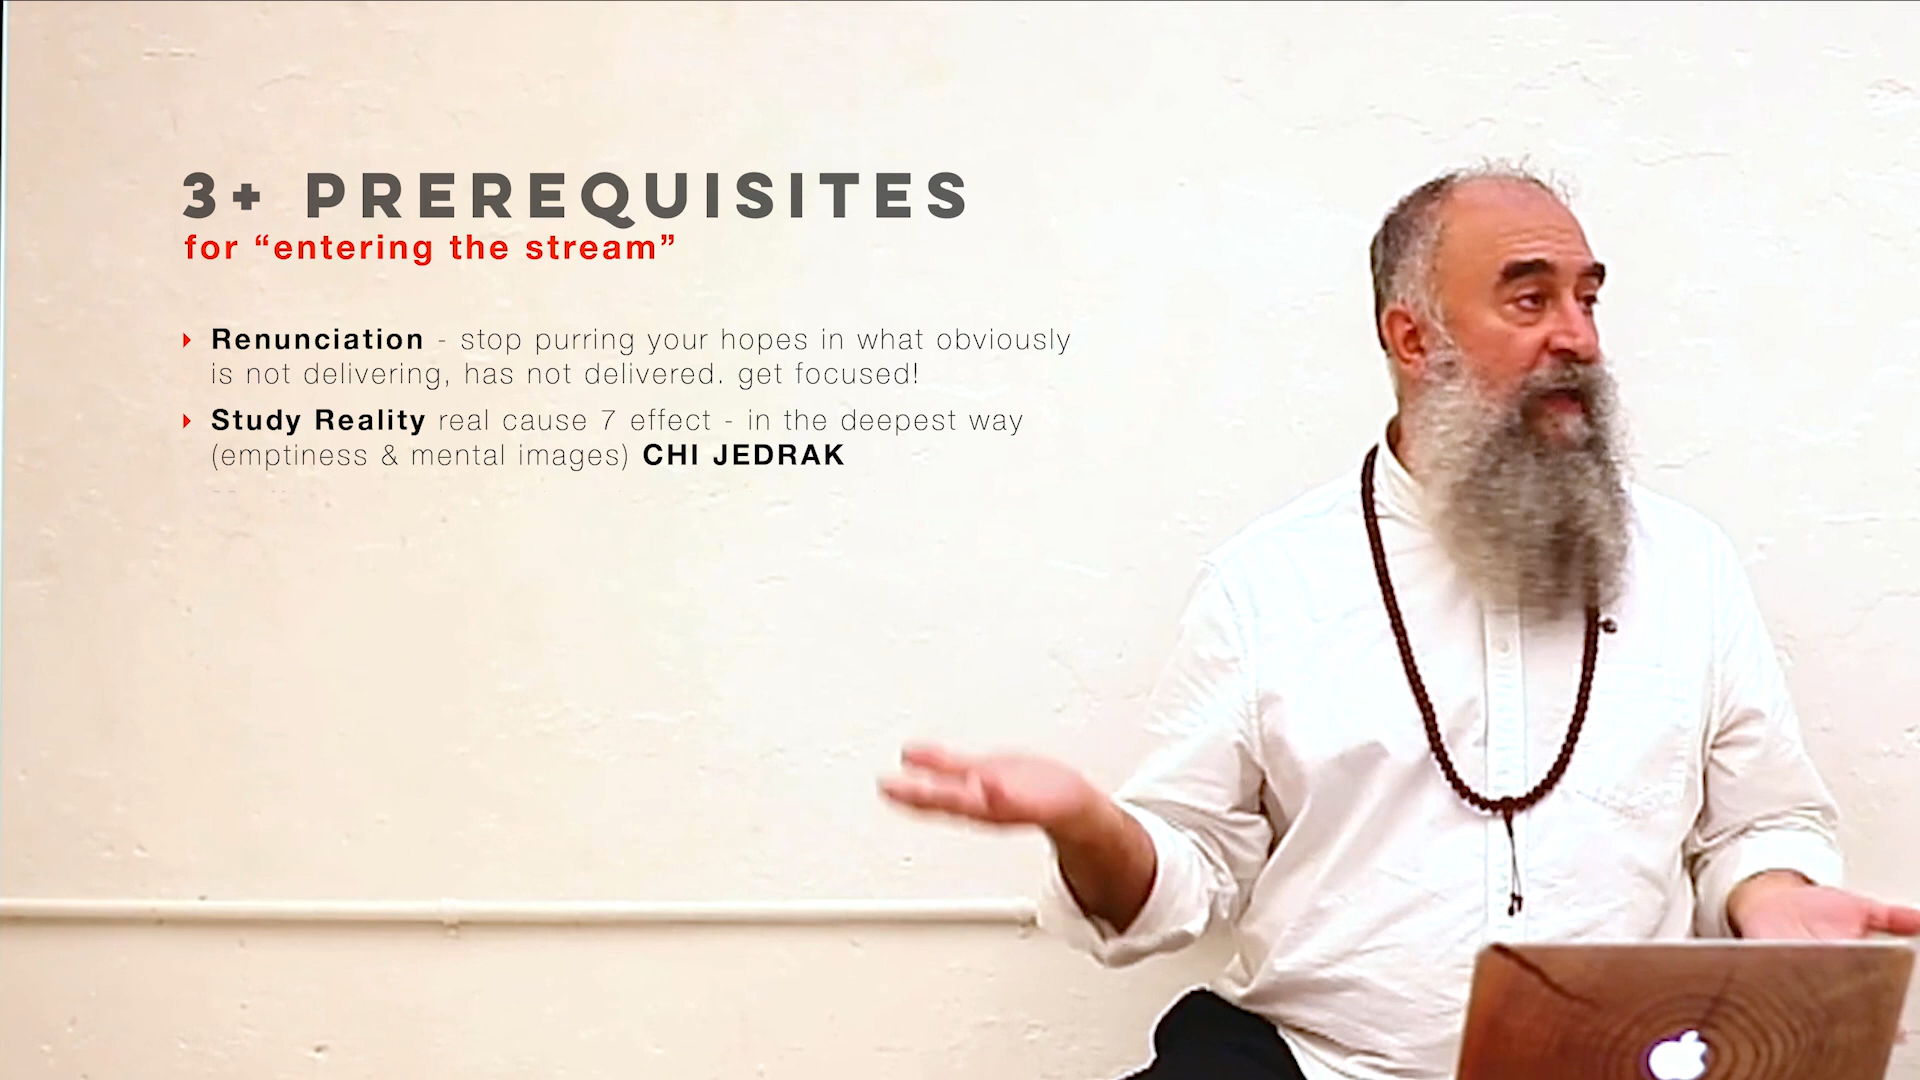 3+ PREREQUISITES
for “entering the stream”
Renunciation - stop purring your hopes in what obviously
is not delivering, has not delivered. get focused!
Study Reality real cause 7 effect - in the deepest way
(emptiness & mental images) CHI JEDRAK